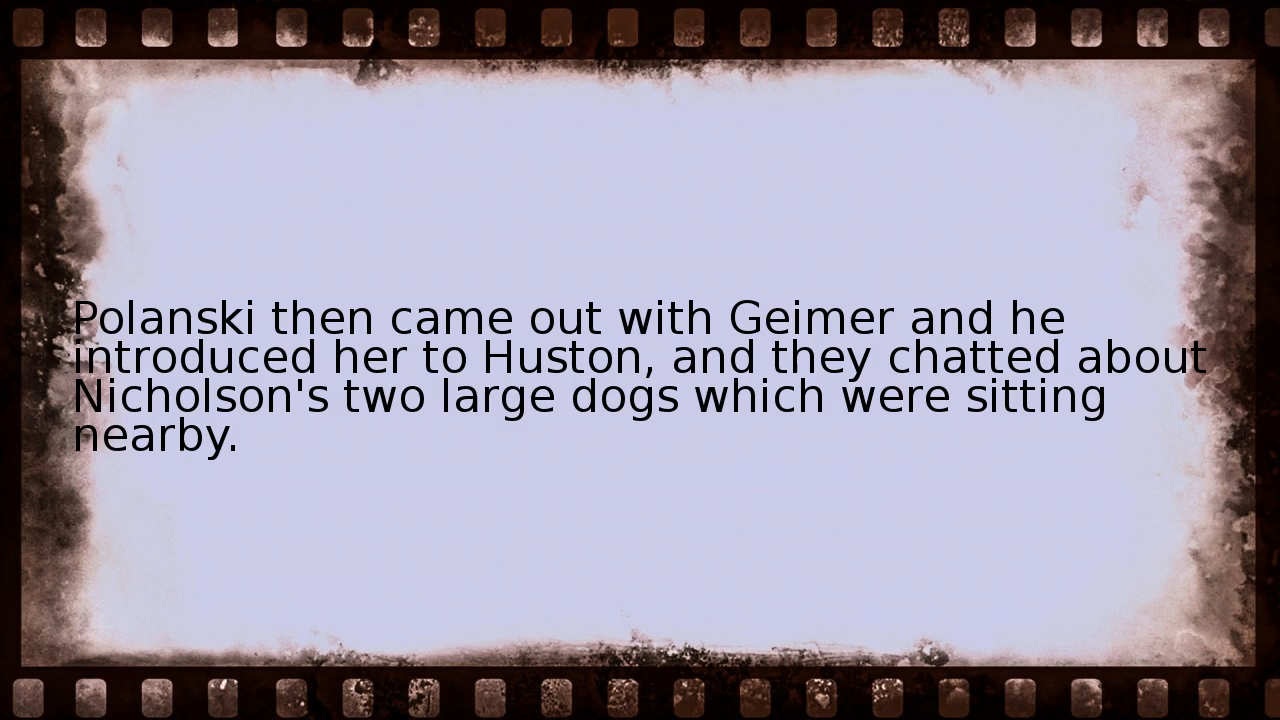 Polanski then came out with Geimer and he
introduced her to Huston, and they chatted about
Nicholson's two large dogs which were sitting
nearby.